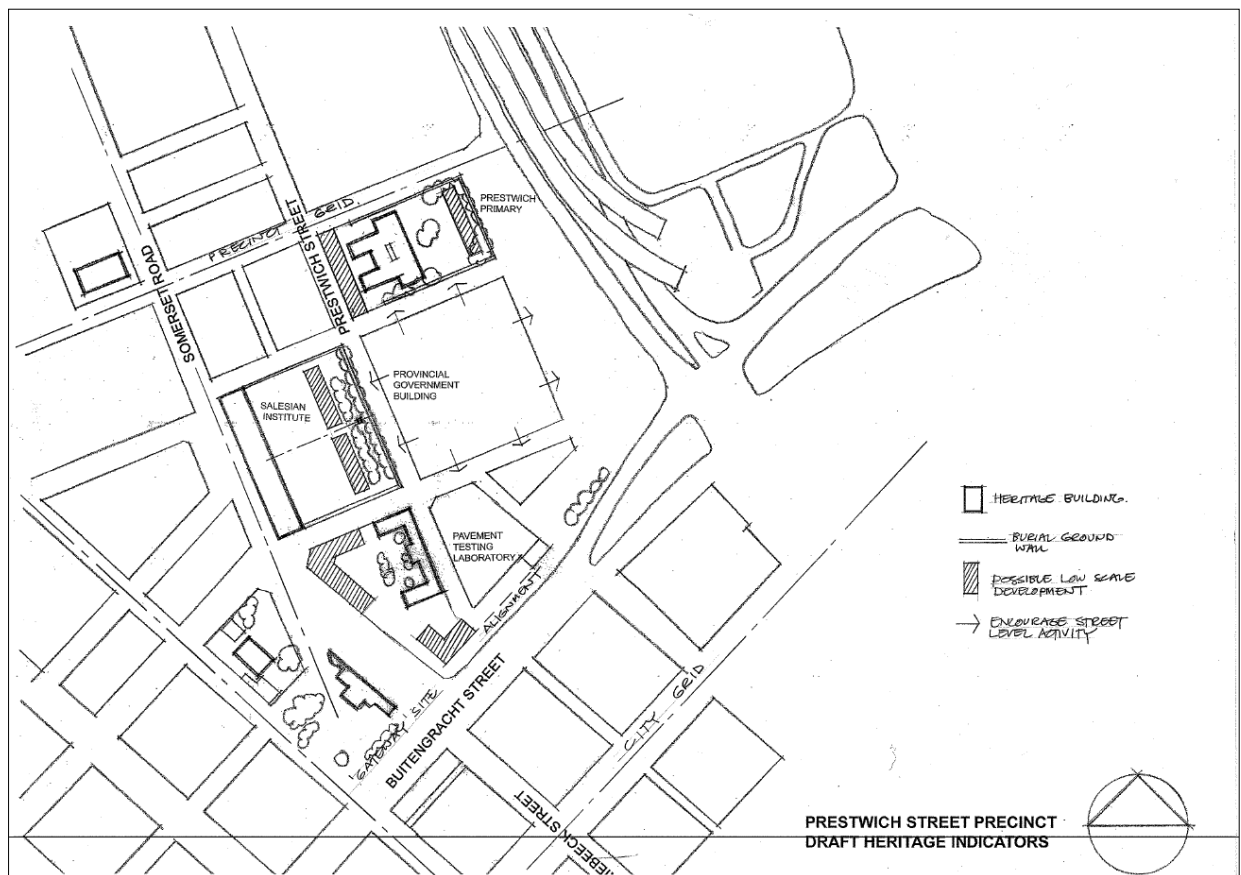 PRESTWICH
PRIMARY
PRECINCT GRID.
PRESTWICH STREET
SOMERSET ROAD
PROVINCIAL
GOVERNMENT
BUILDING
SALESIAN
INSTITUTE
PAVEMENT
TESTING
LABORATORY
ALIGNMENT
GATEWAY SITE
BUITENGRACHT STREET
CITY GRID
IEBEECK STREET
HERITAGE BUILDING.
BURIAL GROUND
WALL
POSSIBLE LOW SCALE
DEVELOPMENT
ENCOURAGE STREET
LEVEL ACTIVITY
PRESTWICH STREET PRECINCT
DRAFT HERITAGE INDICATORS